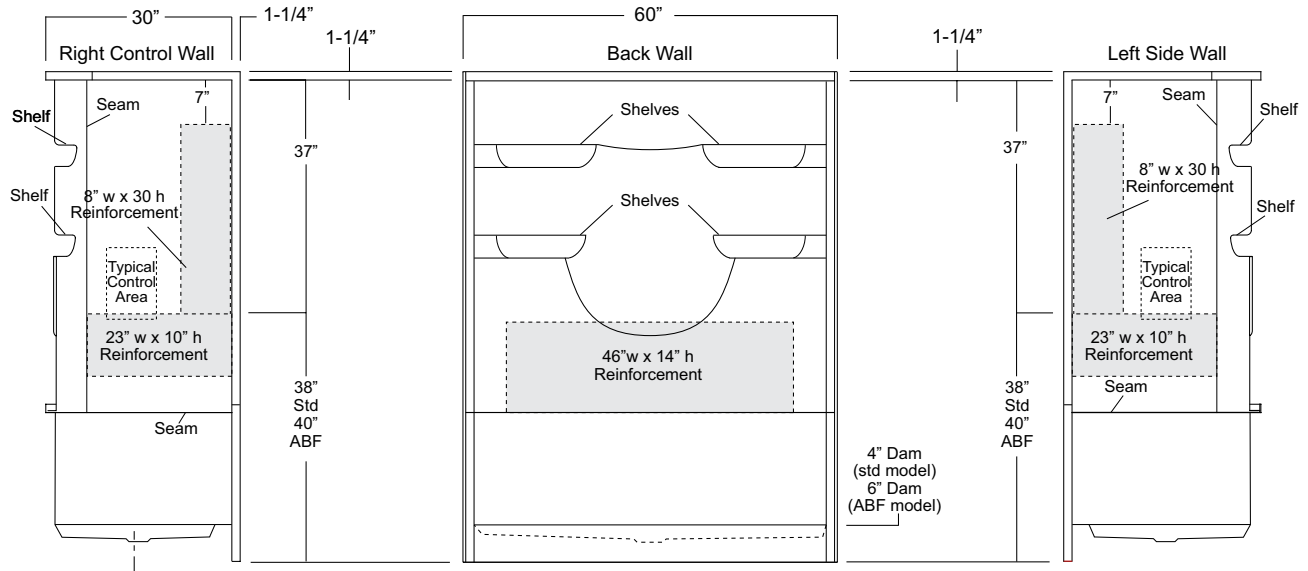 30”
1-1/4”
60”
1-1/4”
1-1/4”
Right Control Wall
Back Wall
Left Side Wall
7”
Seam
Shelf
37”
8” w x 30 h
Reinforcement
Shelf
Typical
Control
Area
23” w x 10” h
Reinforcement
Seam
38”
Std
40”
ABF
Shelves
Shelves
46”w x 14” h
Reinforcement
4” Dam
(std model)
6” Dam
(ABF model)
37”
38”
Std
40”
ABF
7”
Seam
Shelf
8” w x 30 h
Reinforcement
Shelf
Typical
Control
Area
23” w x 10” h
Reinforcement
Seam